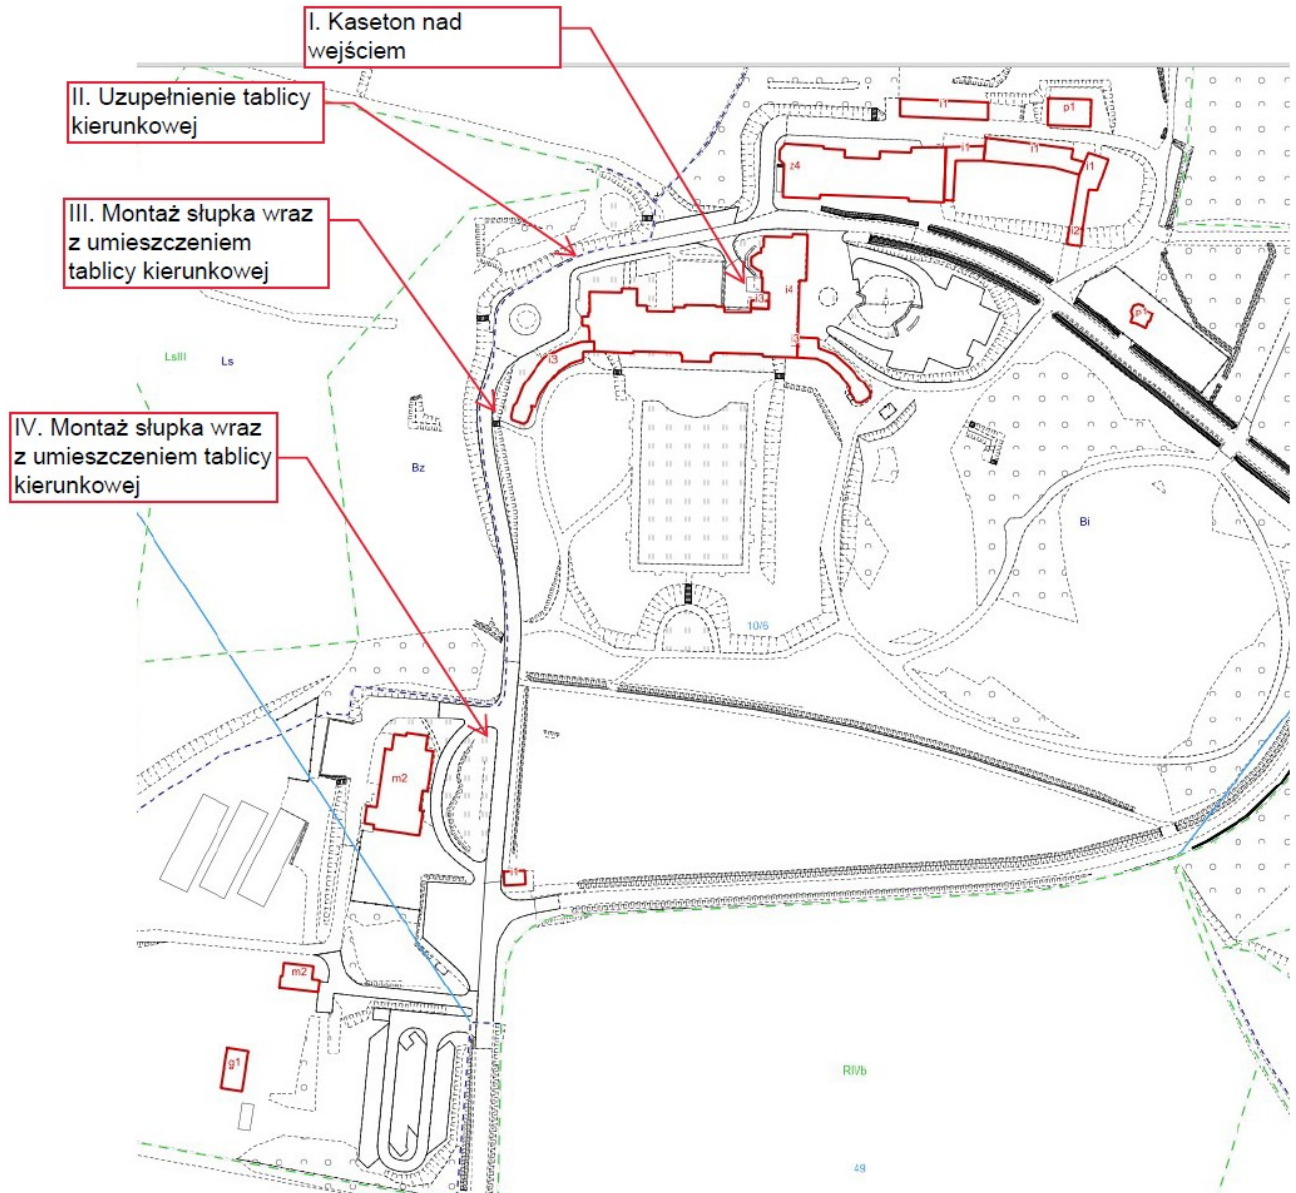 I. Kaseton nad
wejściem
II. Uzupełnienie tablicy
kierunkowej
III. Montaż słupka wraz
z umieszczeniem
tablicy kierunkowej
IV. Montaż słupka wraz
z umieszczeniem tablicy
kierunkowej
i1
p1
z4
i1
i1
i1
i2
i3
i4
p1
i3
i3
LsIII
Ls
Bz
Bi
10/6
m2
i1
m2
g1
RIVb
49